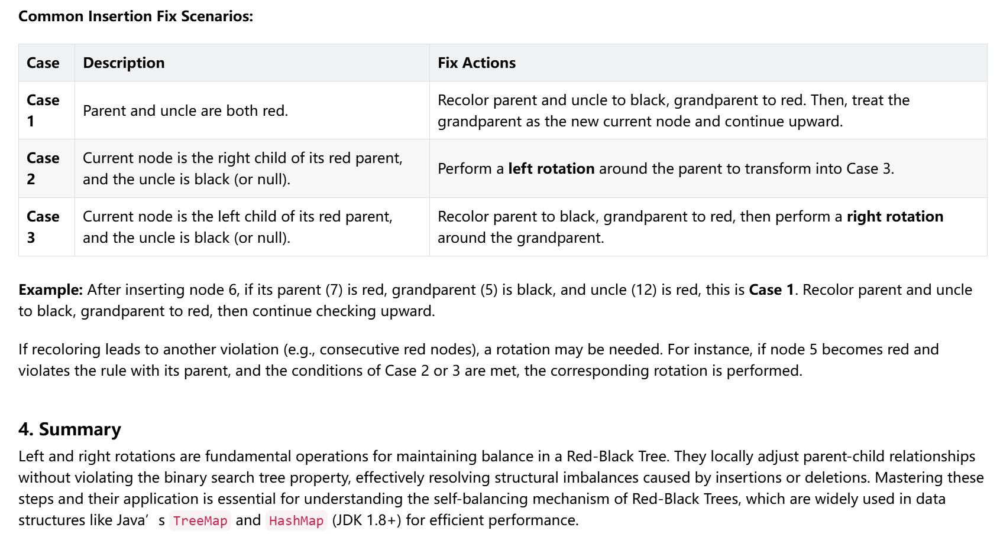 Common Insertion Fix Scenarios:
Case Description Fix Actions
Case
1
Parent and uncle are both red.
Recolor parent and uncle to black, grandparent to red. Then, treat the
grandparent as the new current node and continue upward.
Case
2
Current node is the right child of its red parent,
and the uncle is black (or null).
Perform a left rotation around the parent to transform into Case 3.
Case
3
Current node is the left child of its red parent,
and the uncle is black (or null).
Recolor parent to black, grandparent to red, then perform a right rotation
around the grandparent.
Example: After inserting node 6, if its parent (7) is red, grandparent (5) is black, and uncle (12) is red, this is Case 1. Recolor parent and uncle
to black, grandparent to red, then continue checking upward.
If recoloring leads to another violation (e.g., consecutive red nodes), a rotation may be needed. For instance, if node 5 becomes red and
violates the rule with its parent, and the conditions of Case 2 or 3 are met, the corresponding rotation is performed.
4. Summary
Left and right rotations are fundamental operations for maintaining balance in a Red-Black Tree. They locally adjust parent-child relationships
without violating the binary search tree property, effectively resolving structural imbalances caused by insertions or deletions. Mastering these
steps and their application is essential for understanding the self-balancing mechanism of Red-Black Trees, which are widely used in data
structures like Java’s TreeMap and HashMap (JDK 1.8+) for efficient performance.